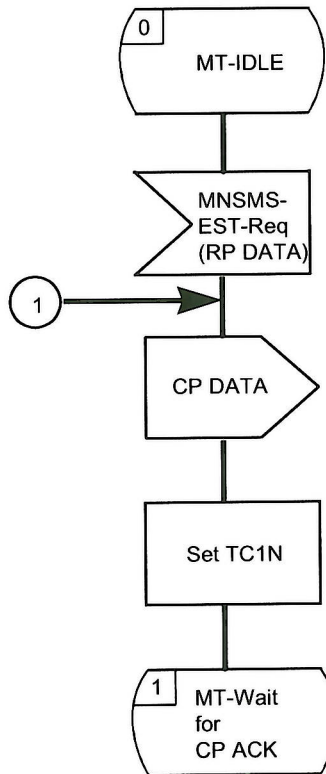 0
MT-IDLE
MNSMS-
EST-Req
(RP DATA)
1
CP DATA
Set TC1N
1
MT-Wait
for
CP ACK